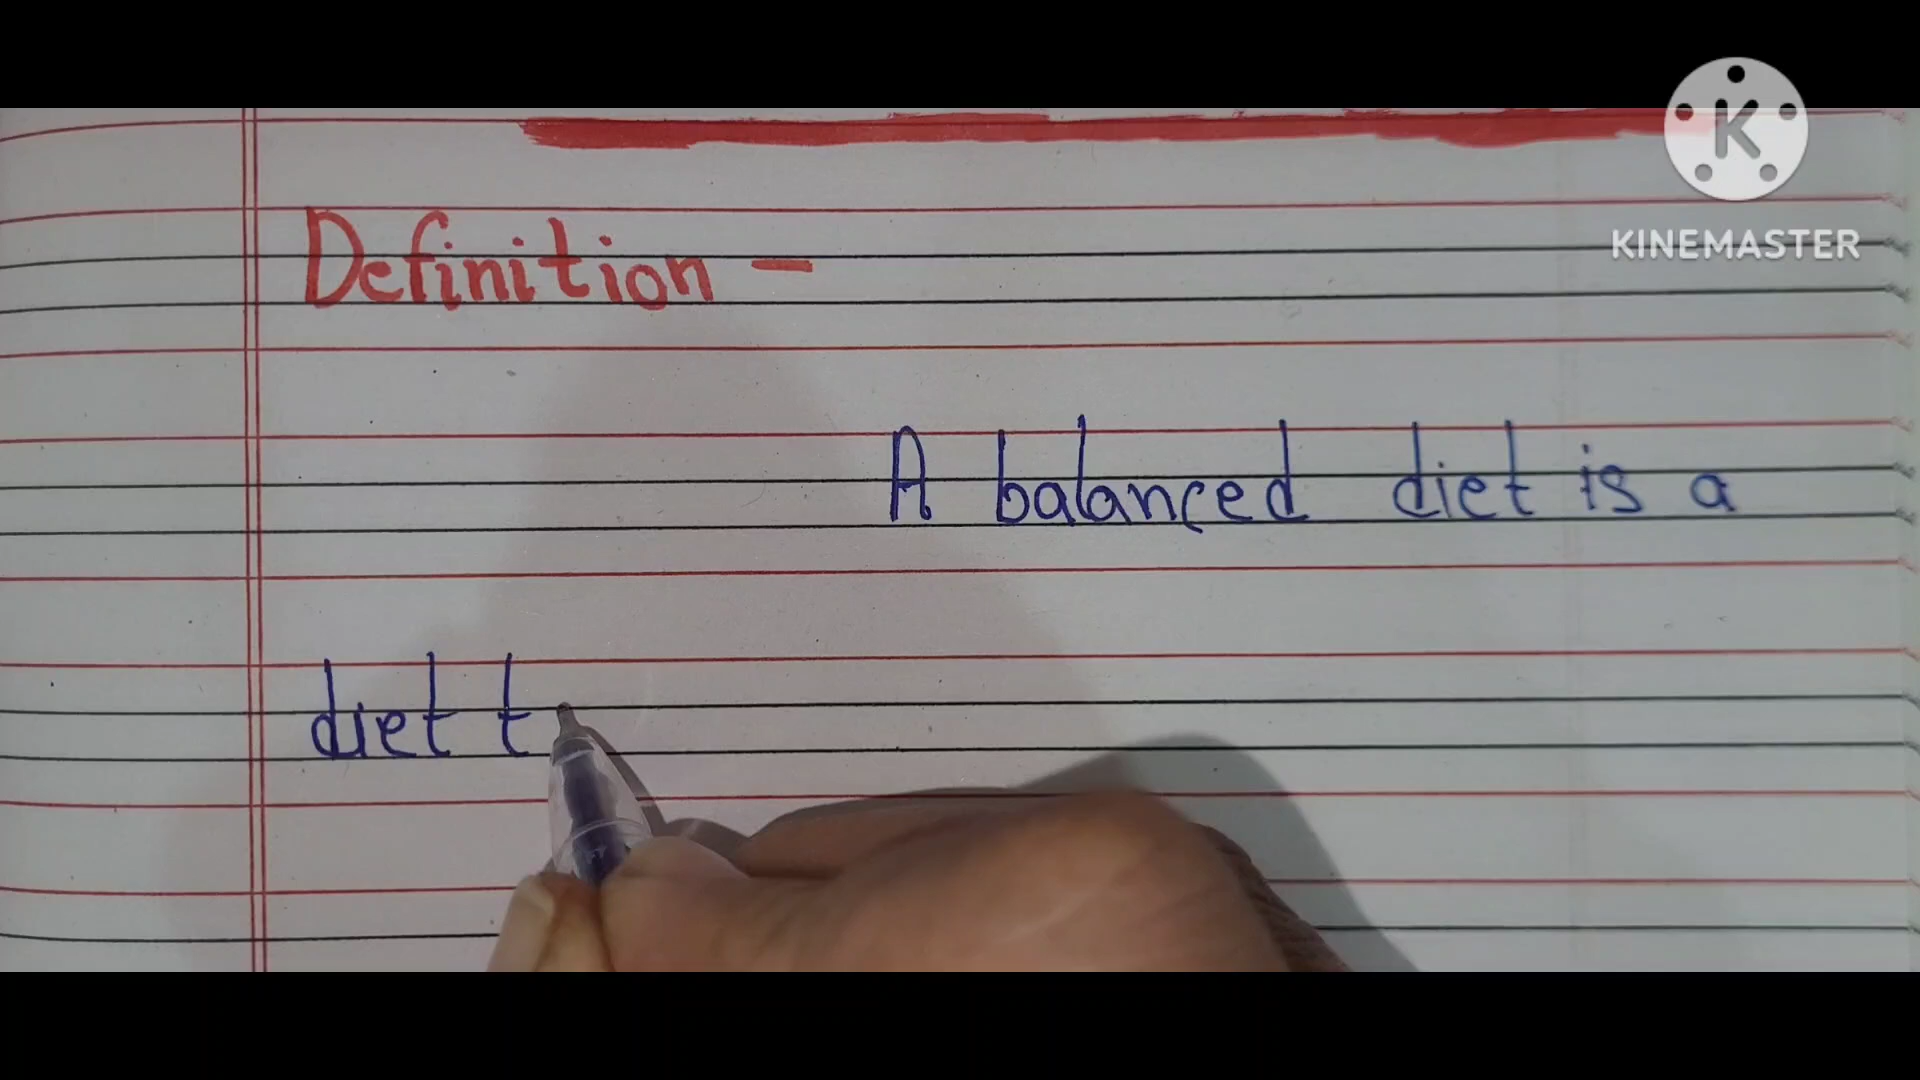 KINEMASTER
Definition -
A balanced diet is a
diet t